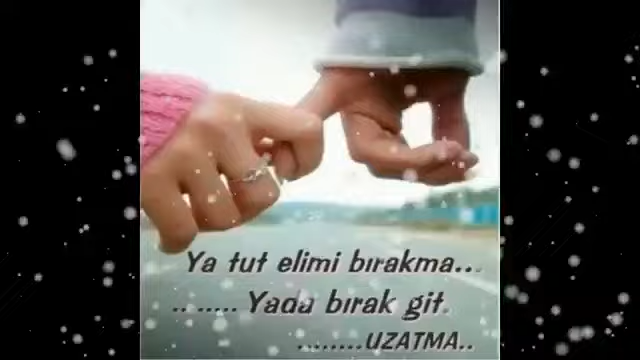 Ya tut elimi bırakma...
.. ..... Yada bırak git.
........UZATMA..